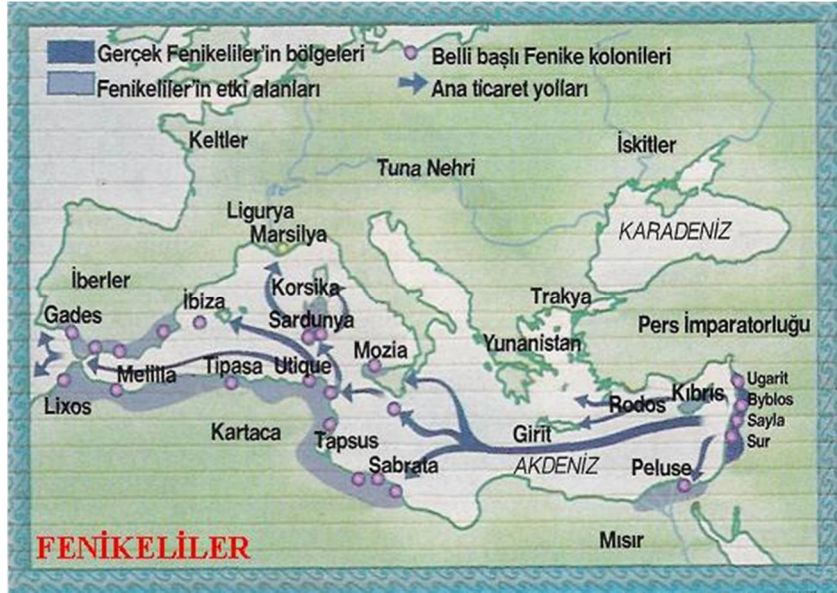 Gerçek Fenikeliler'in bölgeleri
Belli başlı Fenike kolonileri
Fenikeliler'in etki alanları
Ana ticaret yolları
Keltler
İskitler
Tuna Nehri
Ligurya
Marsilya
KARADENİZ
İberler
Korsika
İbiza
Trakya
Gades
Sardunya
Pers İmparatorluğu
Yunanistan
Mozia
Melilla
Tipasa
Utique
Ugarit
Kıbris
Byblos
Lixos
Rodos
Sayla
Kartaca
Tapsus
Girit
Sur
Sabrata
AKDENİZ
Peluse
Mısır
FENİKELİLER